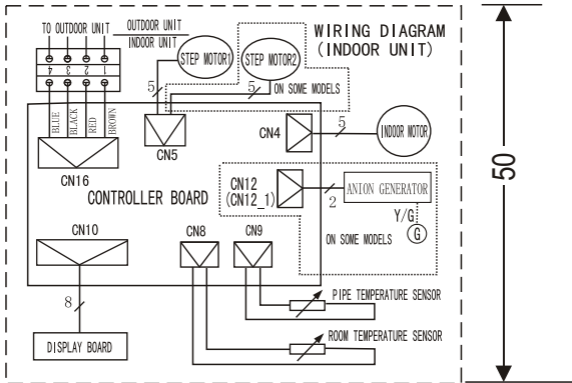 TO OUTDOOR UNIT
OUTDOOR UNIT
INDOOR UNIT
WIRING DIAGRAM
(INDOOR UNIT)
STEP MOTOR1
STEP MOTOR2
4 3 2 1
5
5
ON SOME MODELS
BLUE
BLACK
RED
BROWN
CN16
CN5
CN4
5
INDOOR MOTOR
CONTROLLER BOARD
CN12
(CN12_1)
2
ANION GENERATOR
Y/G
G
ON SOME MODELS
CN10
CN8
CN9
8
DISPLAY BOARD
PIPE TEMPERATURE SENSOR
ROOM TEMPERATURE SENSOR
50